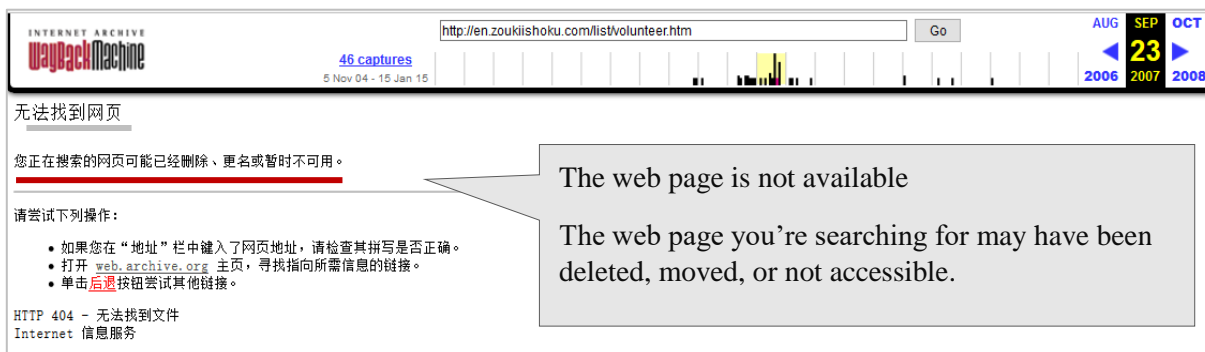 INTERNET ARCHIVE
WayBackMachine
http://en.zoukiishoku.com/list/volunteer.htm Go
46 captures
5 Nov 04 - 15 Jan 15
AUG SEP OCT
23
2006 2007 2008
无法找到网页
您正在搜索的网页可能已经删除、更名或暂时不可用。
The web page is not available
The web page you're searching for may have been
deleted, moved, or not accessible.
请尝试下列操作：
• 如果您在“地址”栏中键入了网页地址，请检查其拼写是否正确。
• 打开 web.archive.org 主页，寻找指向所需信息的链接。
• 单击后退按钮尝试其他链接。
HTTP 404 - 无法找到文件
Internet 信息服务